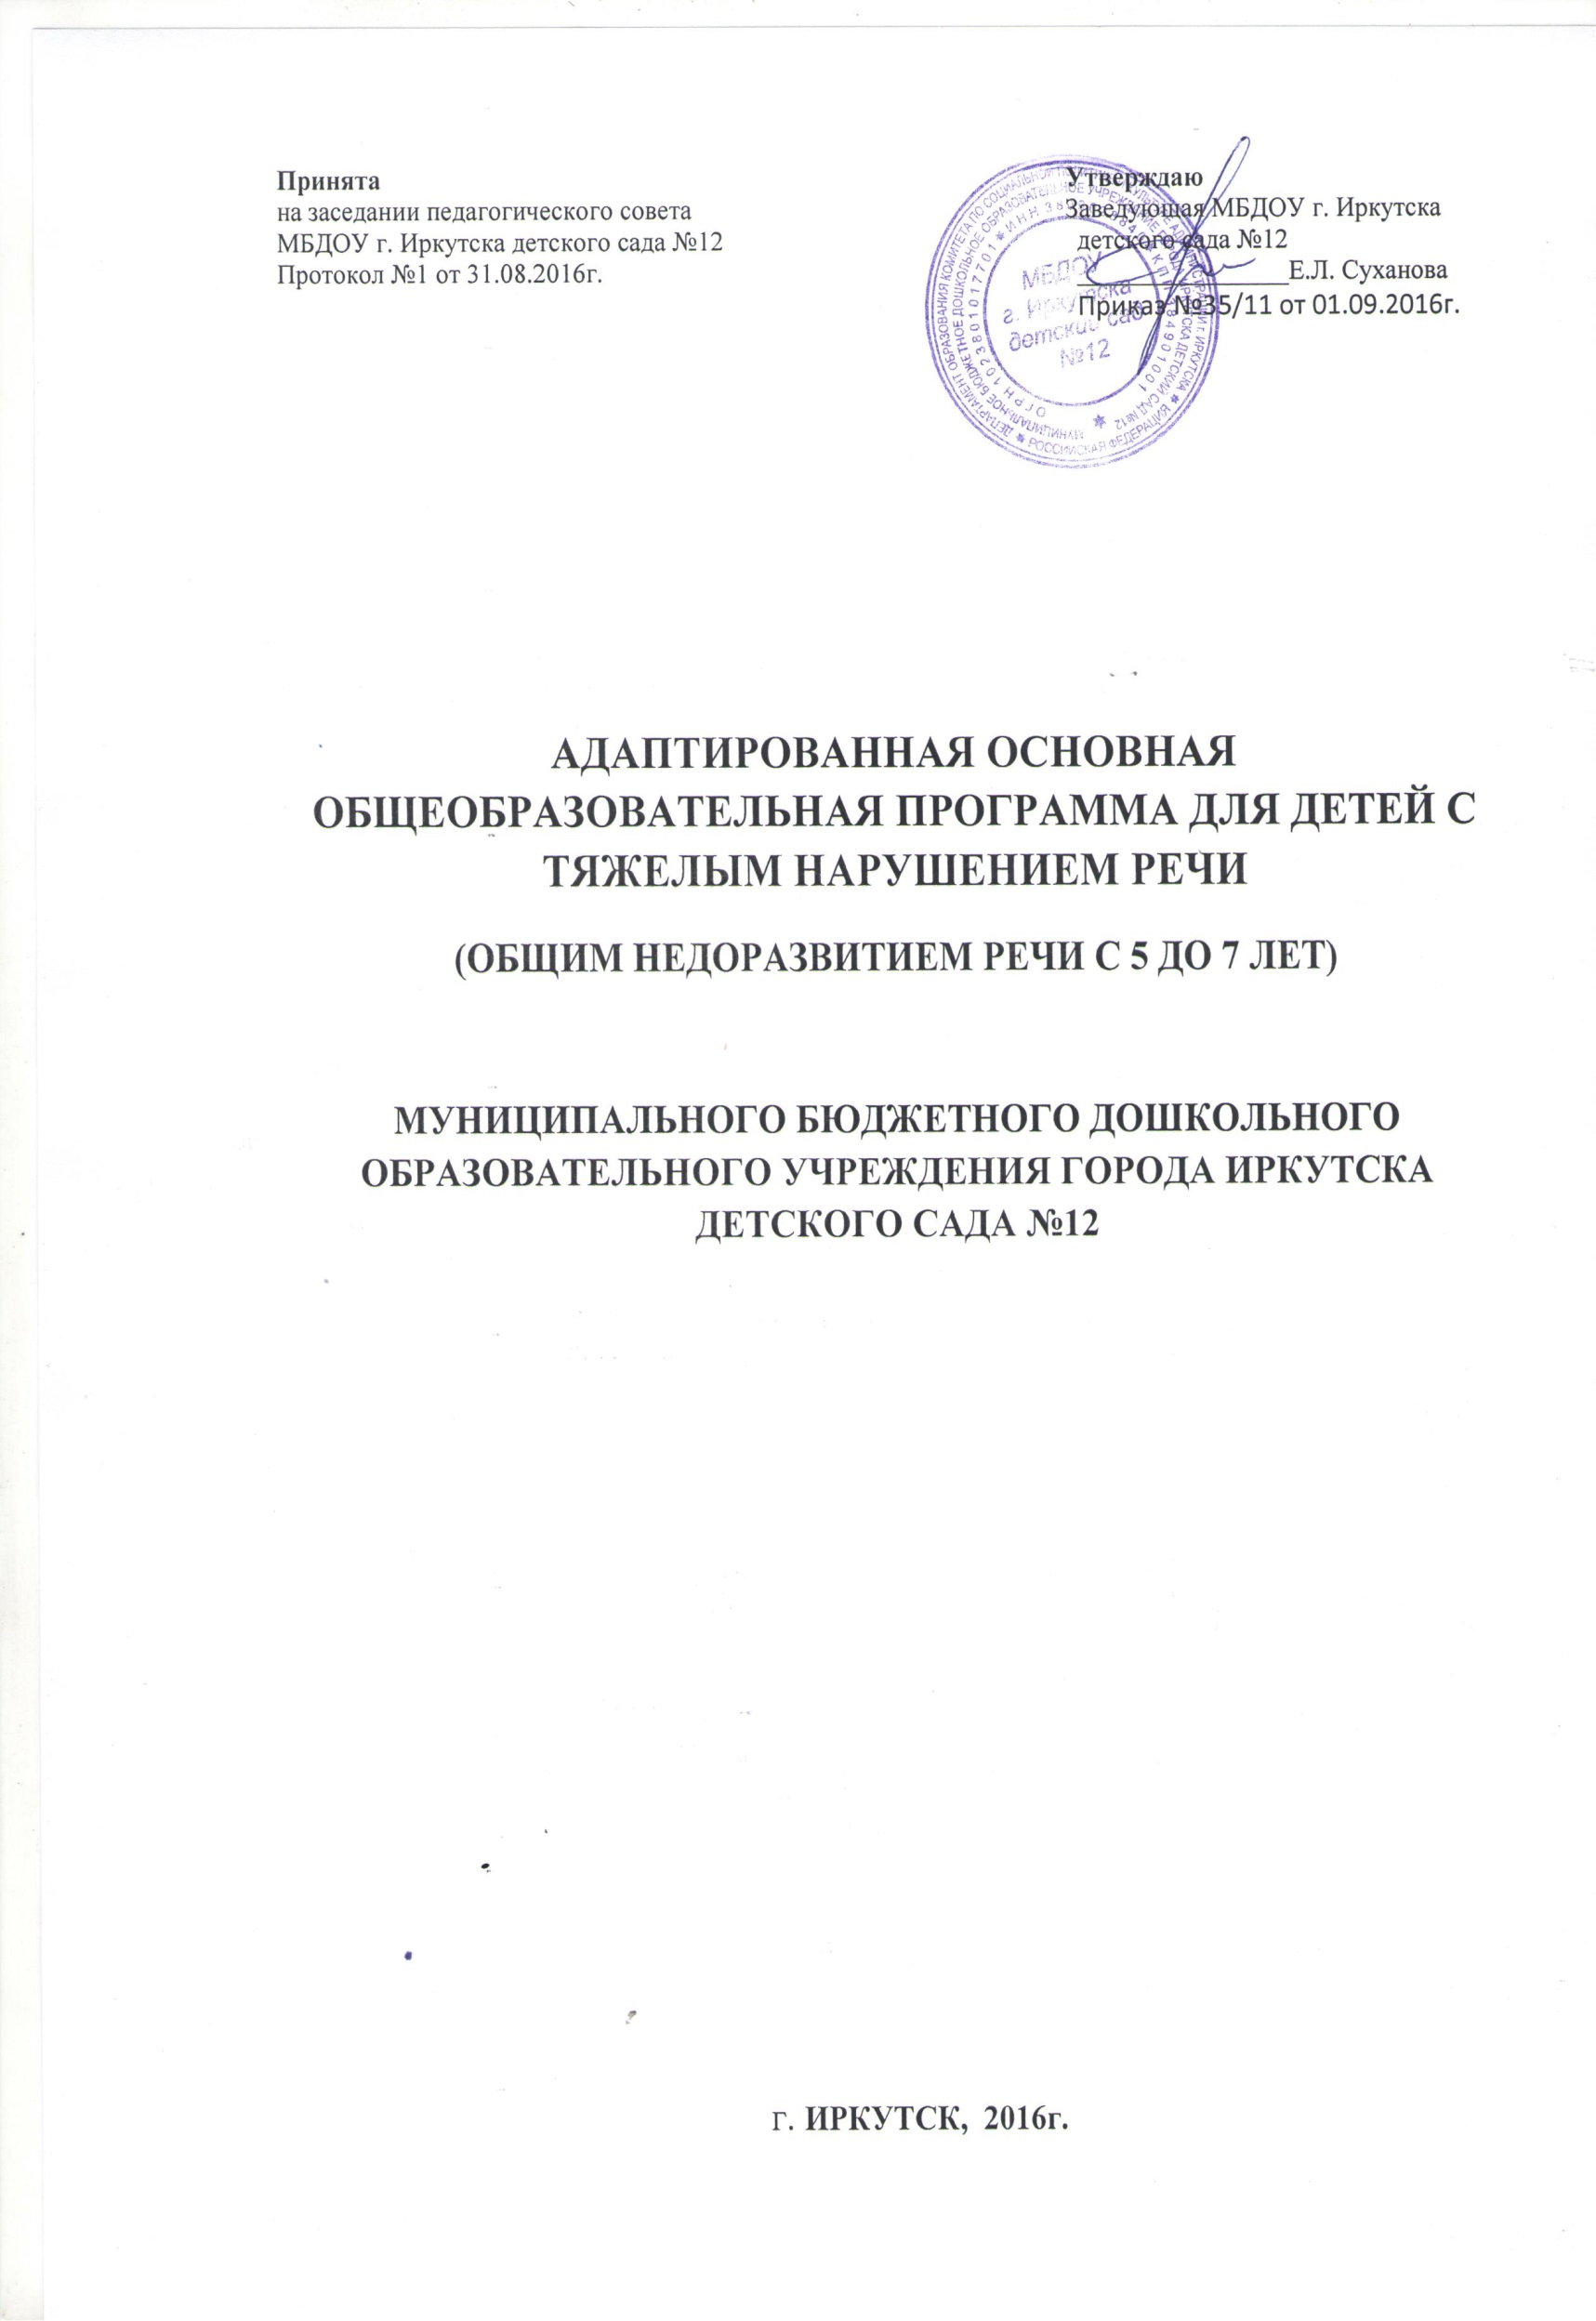 Принята
на заседании педагогического совета
МБДОУ г. Иркутска детского сада №12
Протокол №1 от 31.08.2016г.
Утверждаю
Заведующая МБДОУ г. Иркутска
детского сада №12
Е.Л. Суханова
Приказ №35/11 от 01.09.2016г.
МБДОУ
г. Иркутска
детский сад
№12
АДАПТИРОВАННАЯ ОСНОВНАЯ
ОБЩЕОБРАЗОВАТЕЛЬНАЯ ПРОГРАММА ДЛЯ ДЕТЕЙ С
ТЯЖЕЛЫМ НАРУШЕНИЕМ РЕЧИ
(ОБЩИМ НЕДОРАЗВИТИЕМ РЕЧИ С 5 ДО 7 ЛЕТ)
МУНИЦИПАЛЬНОГО БЮДЖЕТНОГО ДОШКОЛЬНОГО
ОБРАЗОВАТЕЛЬНОГО УЧРЕЖДЕНИЯ ГОРОДА ИРКУТСКА
ДЕТСКОГО САДА №12
г. ИРКУТСК, 2016г.